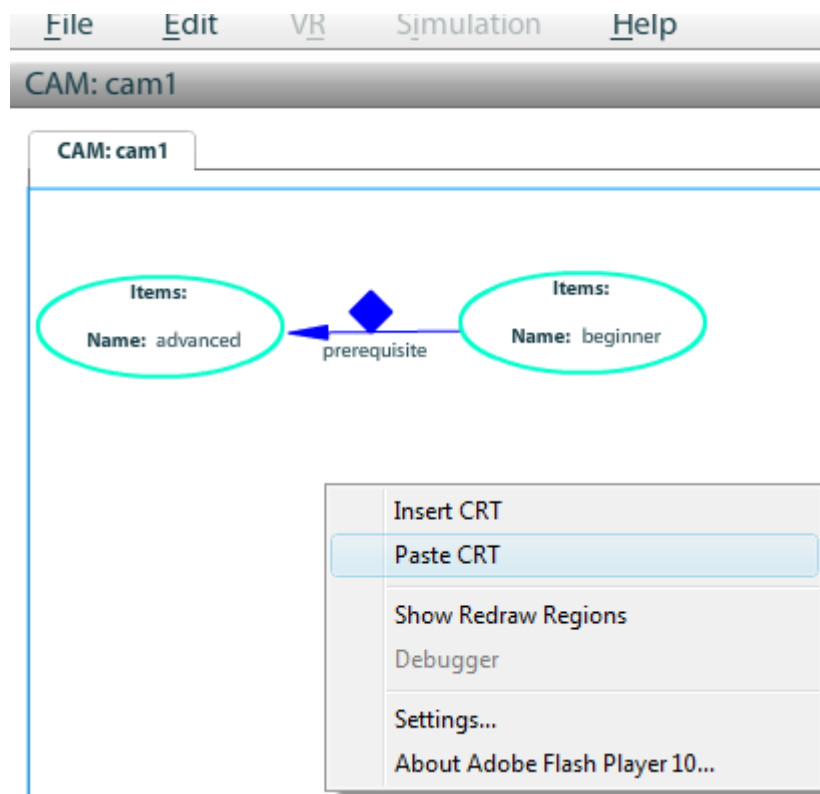 File Edit VR Simulation Help
CAM: cam1
CAM: cam1
Items:
Name: advanced
prerequisite
Items:
Name: beginner
Insert CRT
Paste CRT
Show Redraw Regions
Debugger
Settings...
About Adobe Flash Player 10...